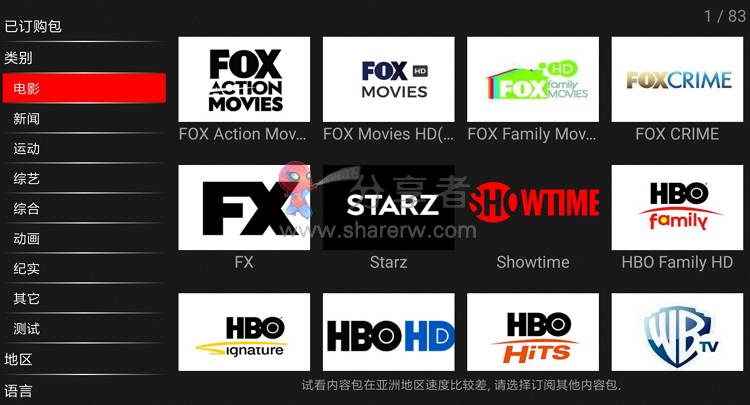 1 / 83
已订购包
类别
电影
新闻
运动
综艺
综合
动画
纪实
其它
测试
地区
语言
FOX
ACTION
MOVIES
FOX Action Mov...
FOX HD
MOVIES
FOX Movies HD(...
HD
FOX family
MOVIES
FOX Family Mov...
FOXCRIME
FOX CRIME
FX
FX
STARZ
Starz
SHOWTIME
Showtime
HBO
family
HBO Family HD
分享者
www.sharerw.com
HBO
Signature
HBO HD
HBO
HiTS
WB
TV
试看内容包在亚洲地区速度比较差, 请选择订阅其他内容包.